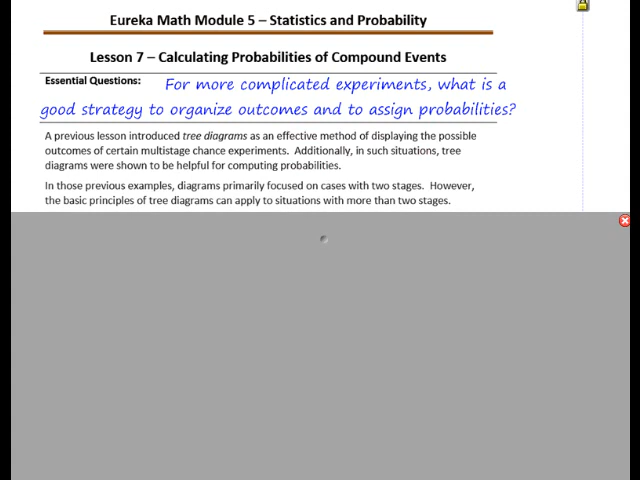 Eureka Math Module 5 – Statistics and Probability
Lesson 7 – Calculating Probabilities of Compound Events
Essential Questions: For more complicated experiments, what is a
good strategy to organize outcomes and to assign probabilities?
A previous lesson introduced tree diagrams as an effective method of displaying the possible
outcomes of certain multistage chance experiments. Additionally, in such situations, tree
diagrams were shown to be helpful for computing probabilities.
In those previous examples, diagrams primarily focused on cases with two stages. However,
the basic principles of tree diagrams can apply to situations with more than two stages.